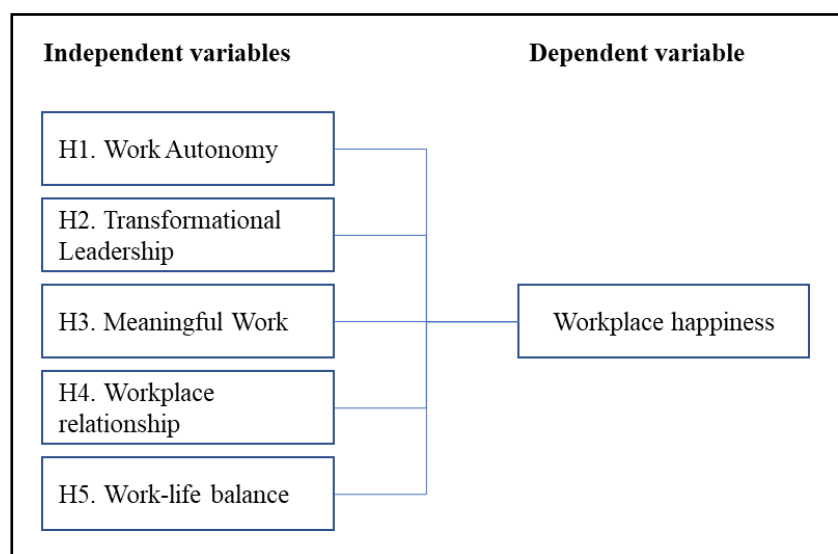 Independent variables
Dependent variable
H1. Work Autonomy
H2. Transformational
Leadership
H3. Meaningful Work
Workplace happiness
H4. Workplace
relationship
H5. Work-life balance